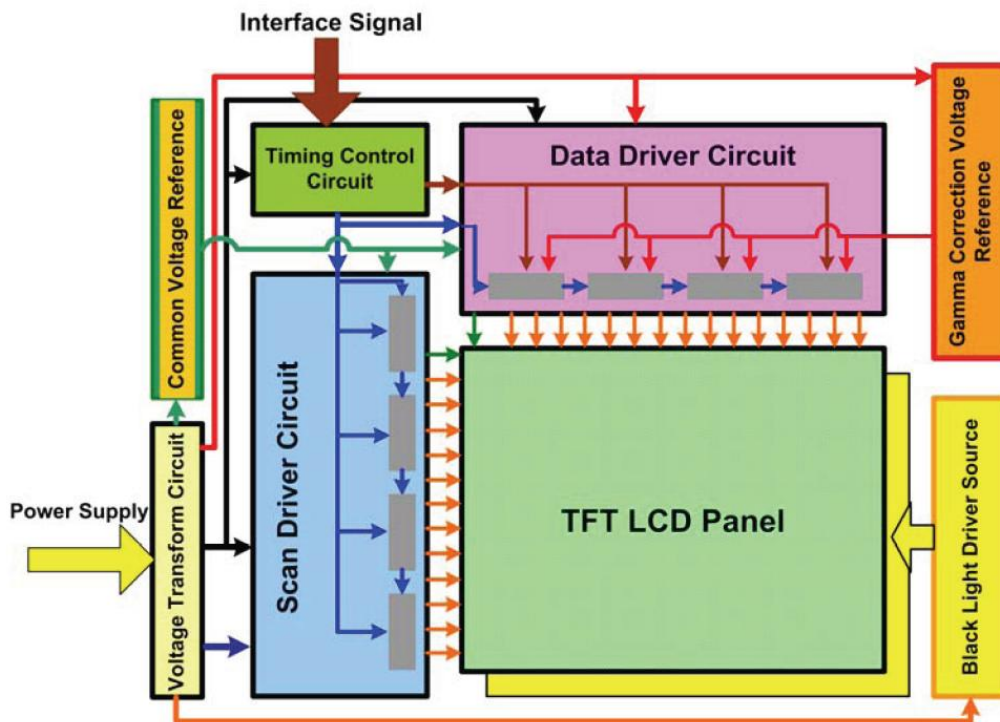 Interface Signal
Timing Control
Circuit
Data Driver Circuit
Common Voltage Reference
Gamma Correction Voltage
Reference
Scan Driver Circuit
TFT LCD Panel
Power Supply
Voltage Transform Circuit
Black Light Driver Source